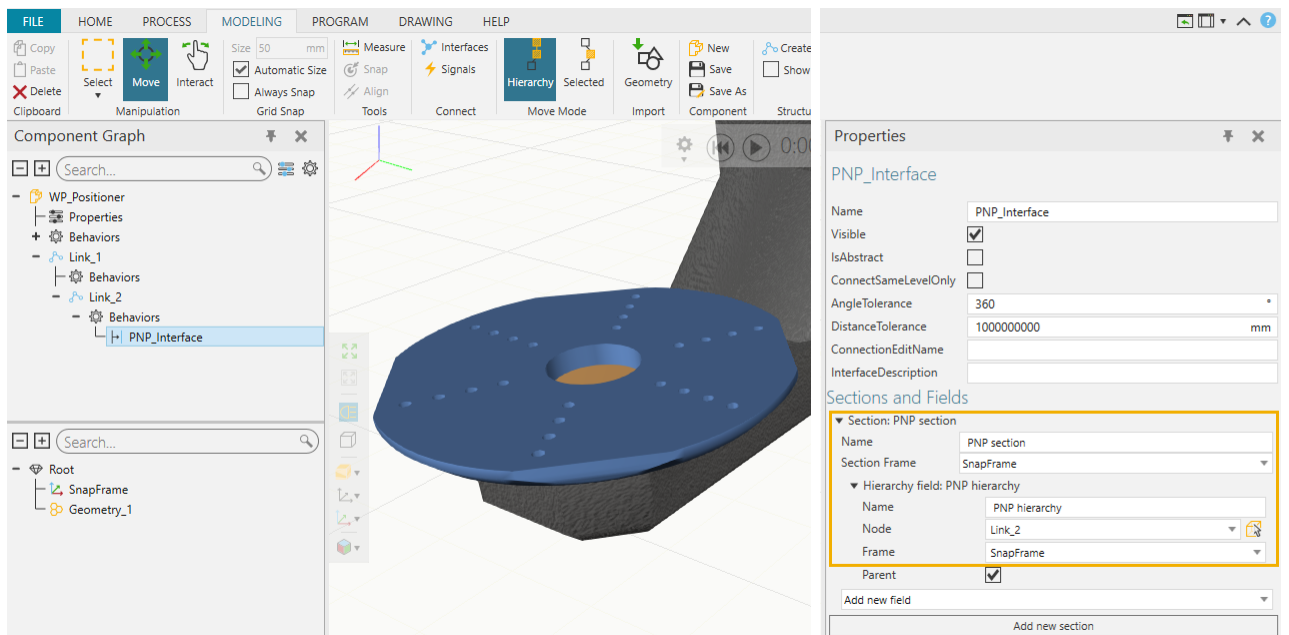 FILE HOME PROCESS MODELING PROGRAM DRAWING HELP
Copy
Paste
Delete
Clipboard
Select
Move
Interact
Manipulation
Size 50 mm
Automatic Size
Always Snap
Grid Snap
Measure
Snap
Align
Tools
Interfaces
Signals
Connect
Hierarchy
Selected
Move Mode
Geometry
Import
New
Save
Save As
Component
Create
Show
Structu
Component Graph
Search...
WP_Positioner
Properties
Behaviors
Link_1
Behaviors
Link_2
Behaviors
PNP_Interface
Search...
Root
SnapFrame
Geometry_1
0:0
Properties
PNP_Interface
Name PNP_Interface
Visible
IsAbstract
ConnectSameLevelOnly
AngleTolerance 360 °
DistanceTolerance 1000000000 mm
ConnectionEditName
InterfaceDescription
Sections and Fields
Section: PNP section
Name PNP section
Section Frame SnapFrame
Hierarchy field: PNP hierarchy
Name PNP hierarchy
Node Link_2
Frame SnapFrame
Parent
Add new field
Add new section